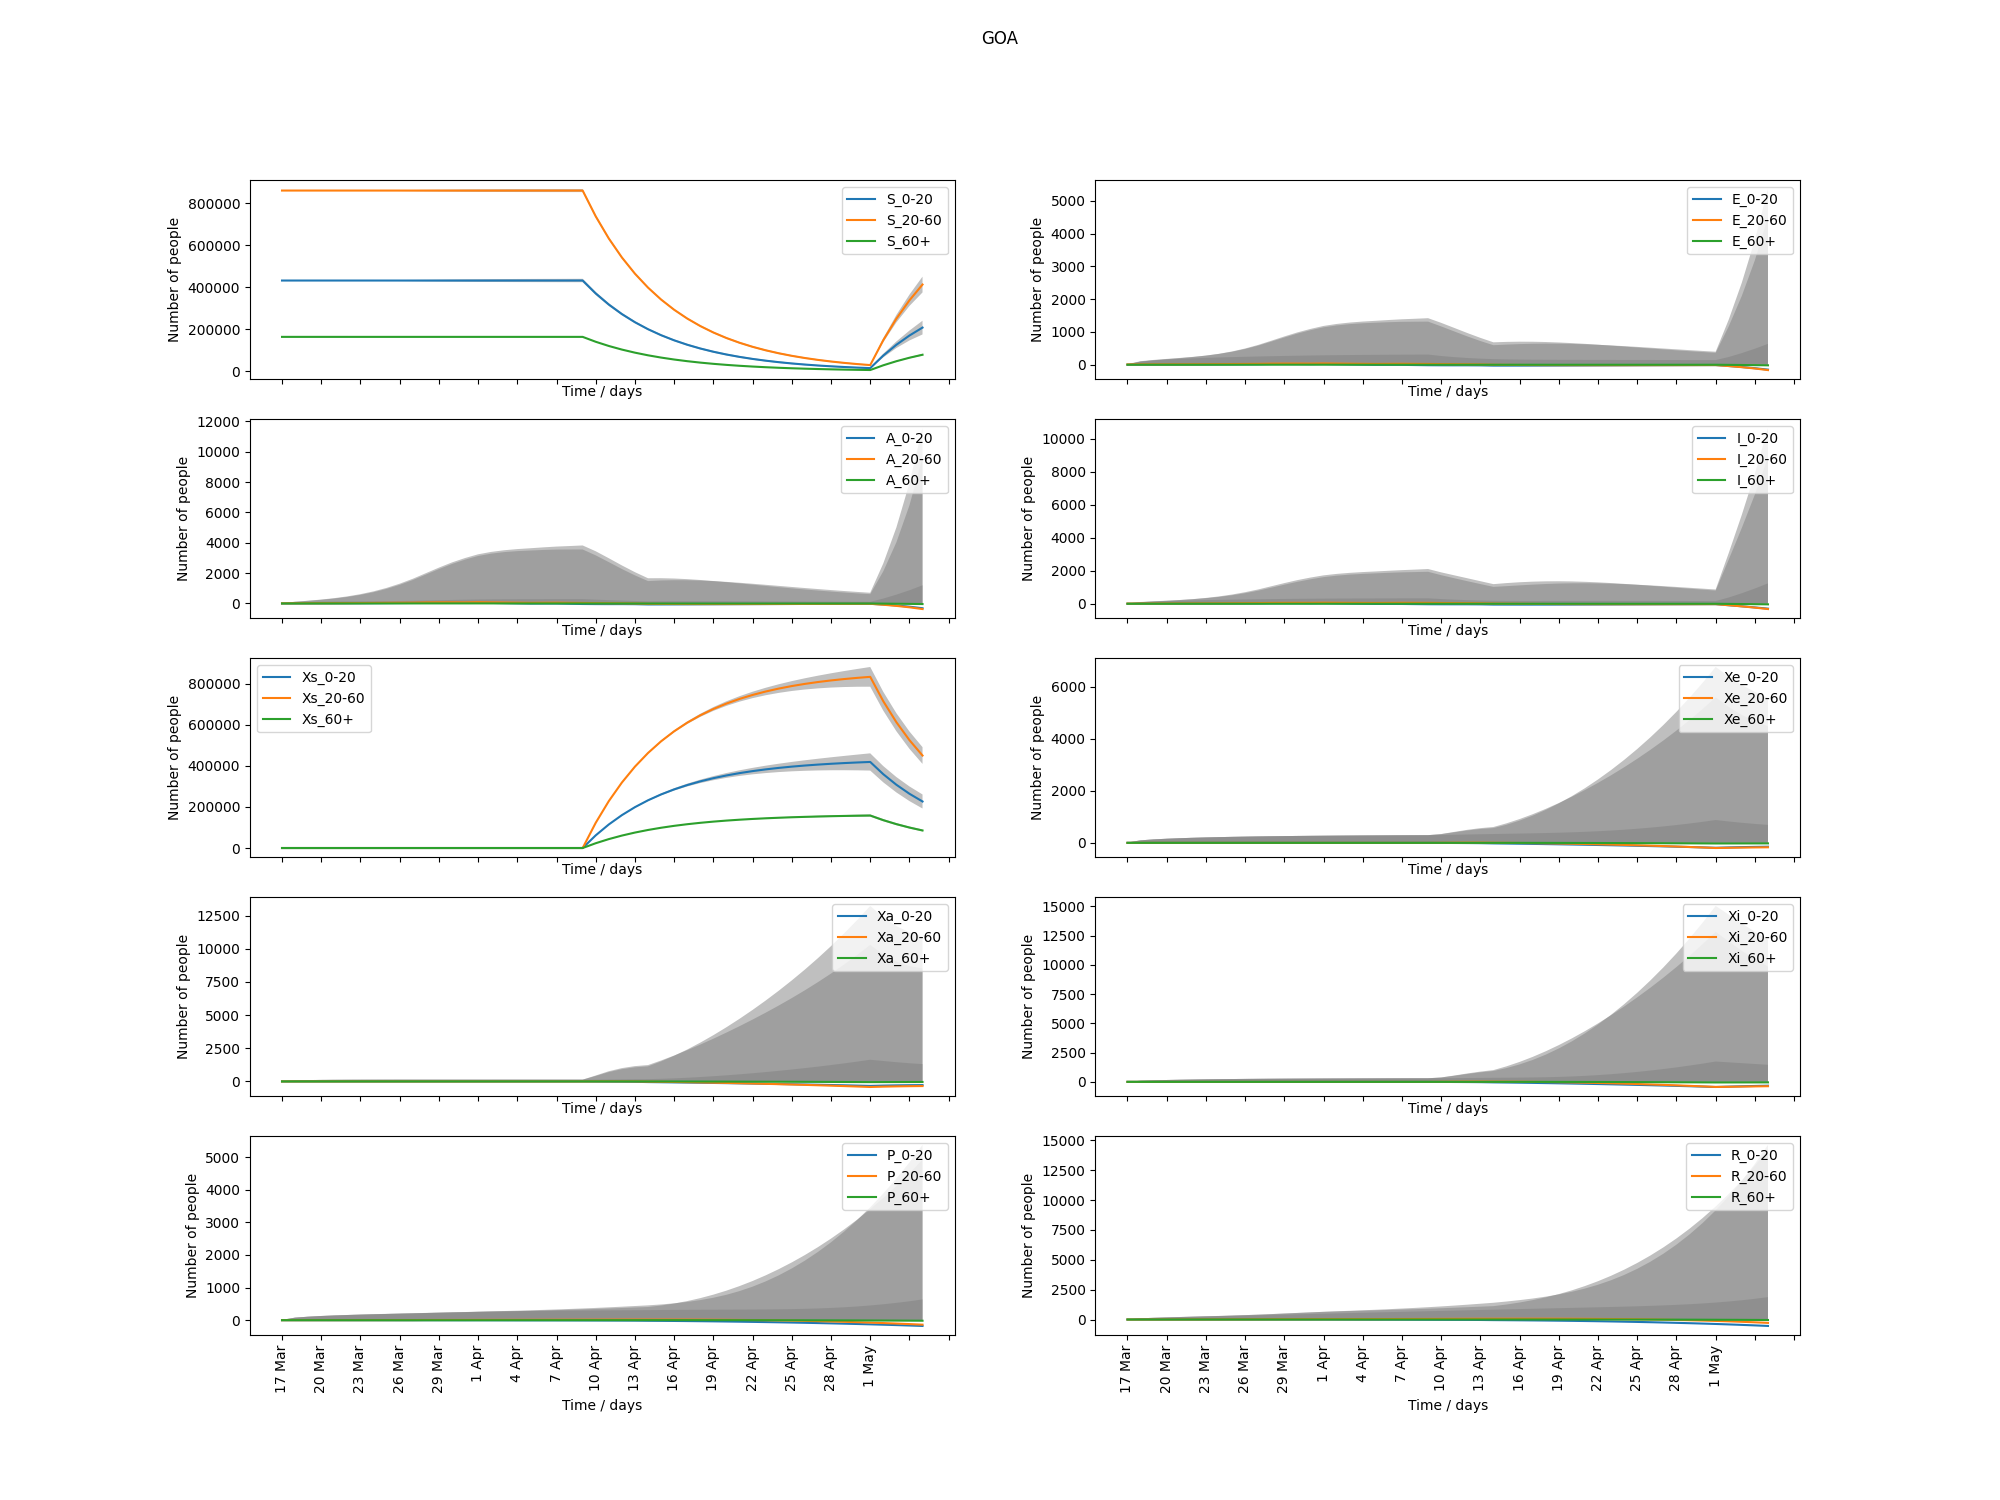 GOA
800000
600000
400000
200000
0
Number of people
S_0-20
S_20-60
S_60+
Time / days
5000
4000
3000
2000
1000
0
Number of people
E_0-20
E_20-60
E_60+
Time / days
12000
10000
8000
6000
4000
2000
0
Number of people
A_0-20
A_20-60
A_60+
Time / days
10000
8000
6000
4000
2000
0
Number of people
I_0-20
I_20-60
I_60+
Time / days
800000
600000
400000
200000
0
Number of people
Xs_0-20
Xs_20-60
Xs_60+
Time / days
6000
4000
2000
0
Number of people
Xe_0-20
Xe_20-60
Xe_60+
Time / days
12500
10000
7500
5000
2500
0
Number of people
Xa_0-20
Xa_20-60
Xa_60+
Time / days
15000
12500
10000
7500
5000
2500
0
Number of people
Xi_0-20
Xi_20-60
Xi_60+
Time / days
5000
4000
3000
2000
1000
0
Number of people
P_0-20
P_20-60
P_60+
17 Mar
20 Mar
23 Mar
26 Mar
29 Mar
1 Apr
4 Apr
7 Apr
10 Apr
13 Apr
16 Apr
19 Apr
22 Apr
25 Apr
28 Apr
1 May
Time / days
15000
12500
10000
7500
5000
2500
0
Number of people
R_0-20
R_20-60
R_60+
17 Mar
20 Mar
23 Mar
26 Mar
29 Mar
1 Apr
4 Apr
7 Apr
10 Apr
13 Apr
16 Apr
19 Apr
22 Apr
25 Apr
28 Apr
1 May
Time / days